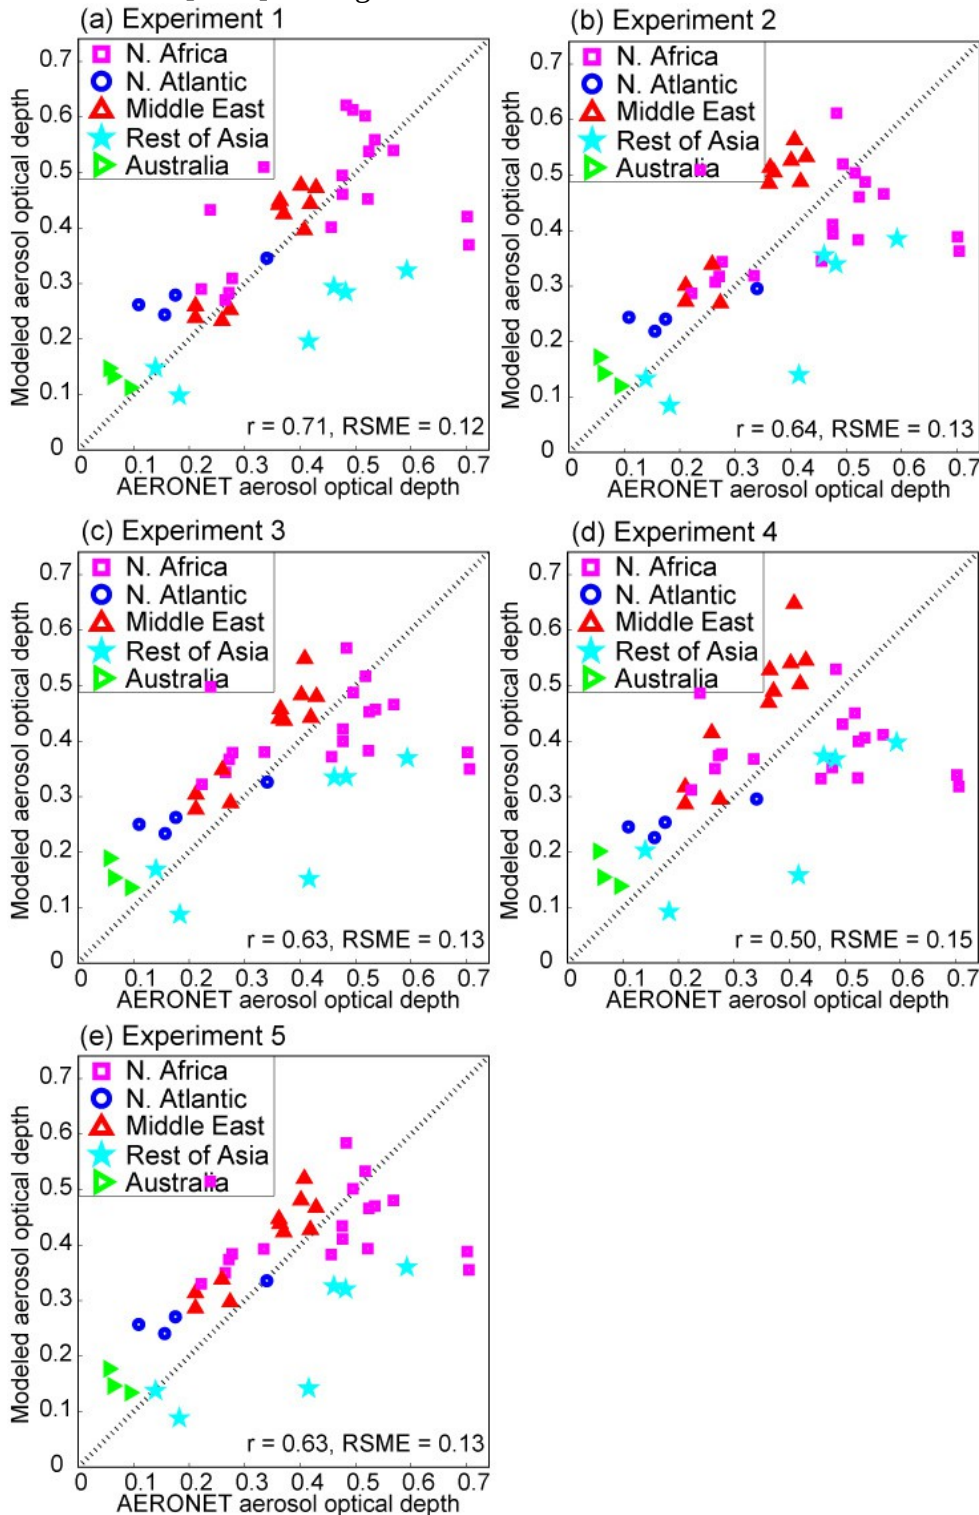 (a) Experiment 1
N. Africa
N. Atlantic
Middle East
Rest of Asia
Australia
0.7
0.6
0.5
0.4
0.3
0.2
0.1
0
Modeled aerosol optical depth
r = 0.71, RSME = 0.12
0 0.1 0.2 0.3 0.4 0.5 0.6 0.7
AERONET aerosol optical depth
(b) Experiment 2
N. Africa
N. Atlantic
Middle East
Rest of Asia
Australia
0.7
0.6
0.5
0.4
0.3
0.2
0.1
0
Modeled aerosol optical depth
r = 0.64, RSME = 0.13
0 0.1 0.2 0.3 0.4 0.5 0.6 0.7
AERONET aerosol optical depth
(c) Experiment 3
N. Africa
N. Atlantic
Middle East
Rest of Asia
Australia
0.7
0.6
0.5
0.4
0.3
0.2
0.1
0
Modeled aerosol optical depth
r = 0.63, RSME = 0.13
0 0.1 0.2 0.3 0.4 0.5 0.6 0.7
AERONET aerosol optical depth
(d) Experiment 4
N. Africa
N. Atlantic
Middle East
Rest of Asia
Australia
0.7
0.6
0.5
0.4
0.3
0.2
0.1
0
Modeled aerosol optical depth
r = 0.50, RSME = 0.15
0 0.1 0.2 0.3 0.4 0.5 0.6 0.7
AERONET aerosol optical depth
(e) Experiment 5
N. Africa
N. Atlantic
Middle East
Rest of Asia
Australia
0.7
0.6
0.5
0.4
0.3
0.2
0.1
0
Modeled aerosol optical depth
r = 0.63, RSME = 0.13
0 0.1 0.2 0.3 0.4 0.5 0.6 0.7
AERONET aerosol optical depth